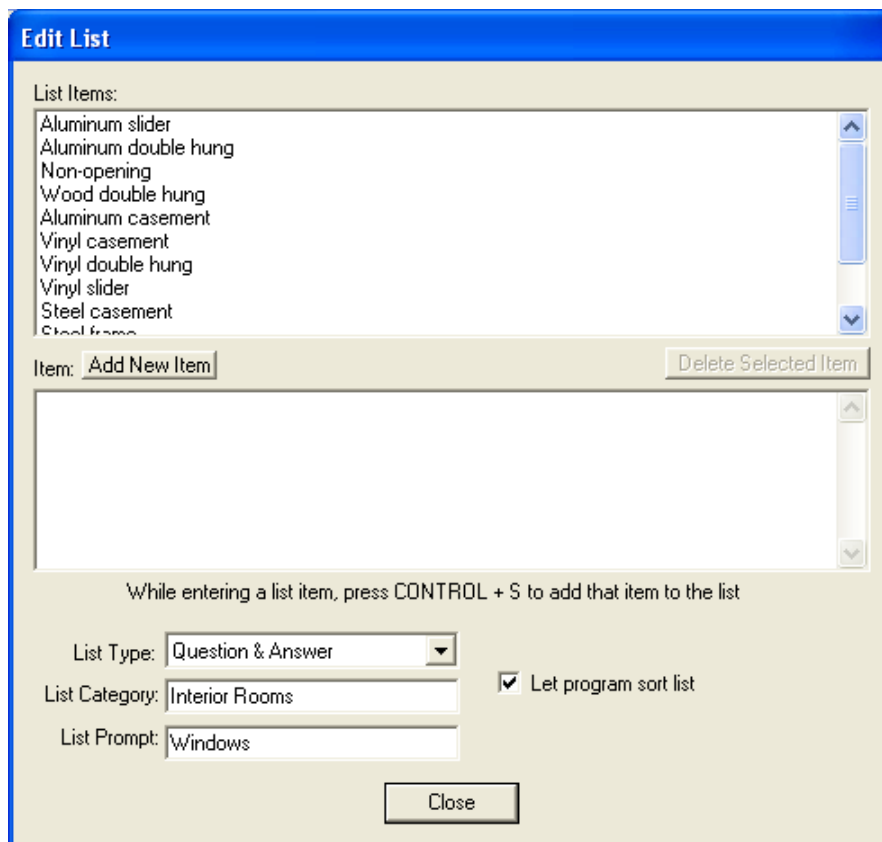 Edit List
List Items:
Aluminum slider
Aluminum double hung
Non-opening
Wood double hung
Aluminum casement
Vinyl casement
Vinyl double hung
Vinyl slider
Steel casement
Steel frame
Item: Add New Item Delete Selected Item
While entering a list item, press CONTROL + S to add that item to the list
List Type: Question & Answer
Let program sort list
List Category: Interior Rooms
List Prompt: Windows
Close